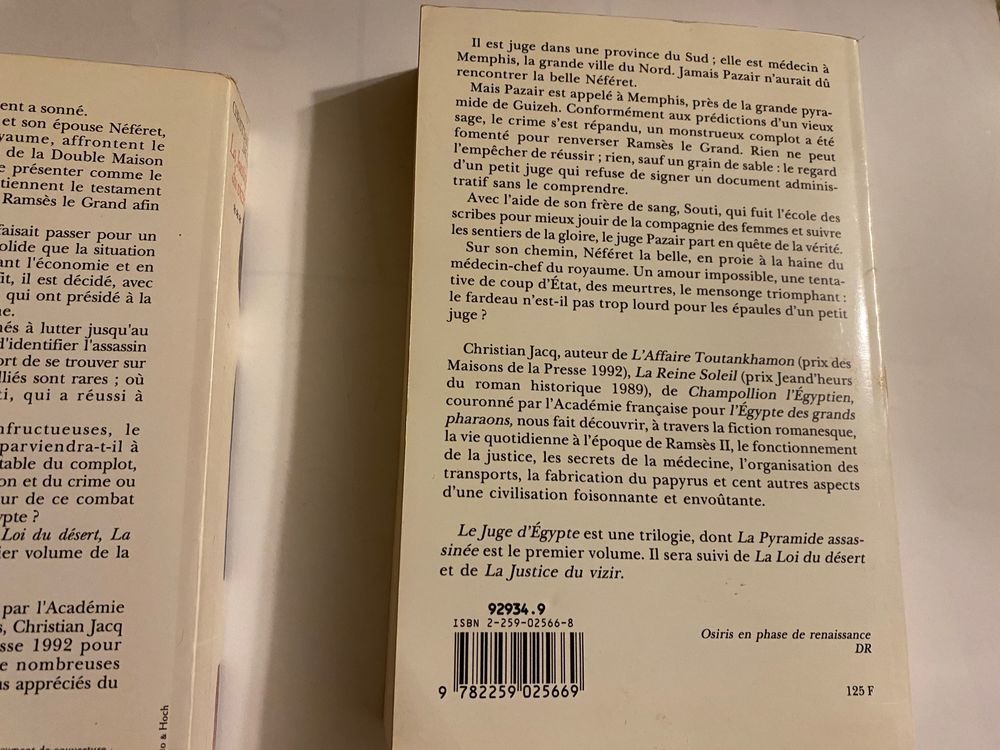 ent a sonné.
et son épouse Néféret,
yaume, affrontent le
de la Double Maison
e présenter comme le
tiennent le testament
Ramsès le Grand afin
faisait passer pour un
olide que la situation
ant l'économie et en
fit, il est décidé, avec
qui ont présidé à la
ne.
nés à lutter jusqu'au
d'identifier l'assassin
ort de se trouver sur
lliés sont rares ; où
ti, qui a réussi à
nfructueuses, le
parviendra-t-il à
table du complot,
on et du crime ou
ur de ce combat
ypte ?
Loi du désert, La
ier volume de la
par l'Académie
s, Christian Jacq
sse 1992 pour
e nombreuses
us appréciés du
o & Hoch
Il est juge dans une province du Sud ; elle est médecin à
Memphis, la grande ville du Nord. Jamais Pazair n'aurait dû
rencontrer la belle Néféret.
Mais Pazair est appelé à Memphis, près de la grande pyra-
mide de Guizeh. Conformément aux prédictions d'un vieux
sage, le crime s'est répandu, un monstrueux complot a été
fomenté pour renverser Ramsès le Grand. Rien ne peut
l'empêcher de réussir ; rien, sauf un grain de sable : le regard
d'un petit juge qui refuse de signer un document adminis-
tratif sans le comprendre.
Avec l'aide de son frère de sang, Souti, qui fuit l'école des
scribes pour mieux jouir de la compagnie des femmes et suivre
les sentiers de la gloire, le juge Pazair part en quête de la vérité.
Sur son chemin, Néféret la belle, en proie à la haine du
médecin-chef du royaume. Un amour impossible, une tenta-
tive de coup d'État, des meurtres, le mensonge triomphant :
le fardeau n'est-il pas trop lourd pour les épaules d'un petit
juge ?
Christian Jacq, auteur de L'Affaire Toutankhamon (prix des
Maisons de la Presse 1992), La Reine Soleil (prix Jeand'heurs
du roman historique 1989), de Champollion l'Égyptien,
couronné par l'Académie française pour l'Égypte des grands
pharaons, nous fait découvrir, à travers la fiction romanesque,
la vie quotidienne à l'époque de Ramsès II, le fonctionnement
de la justice, les secrets de la médecine, l'organisation des
transports, la fabrication du papyrus et cent autres aspects
d'une civilisation foisonnante et envoûtante.
Le Juge d'Égypte est une trilogie, dont La Pyramide assas-
sinée est le premier volume. Il sera suivi de La Loi du désert
et de La Justice du vizir.
92934.9
ISBN 2-259-02566-8
9 782259 025669
Osiris en phase de renaissance
DR
125 F